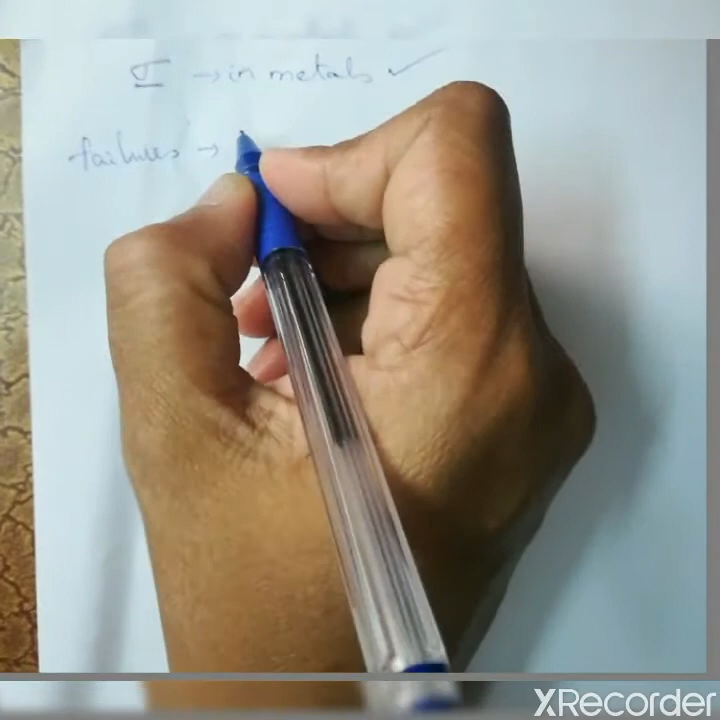 σ → in metals ✓
failures →
XRecorder